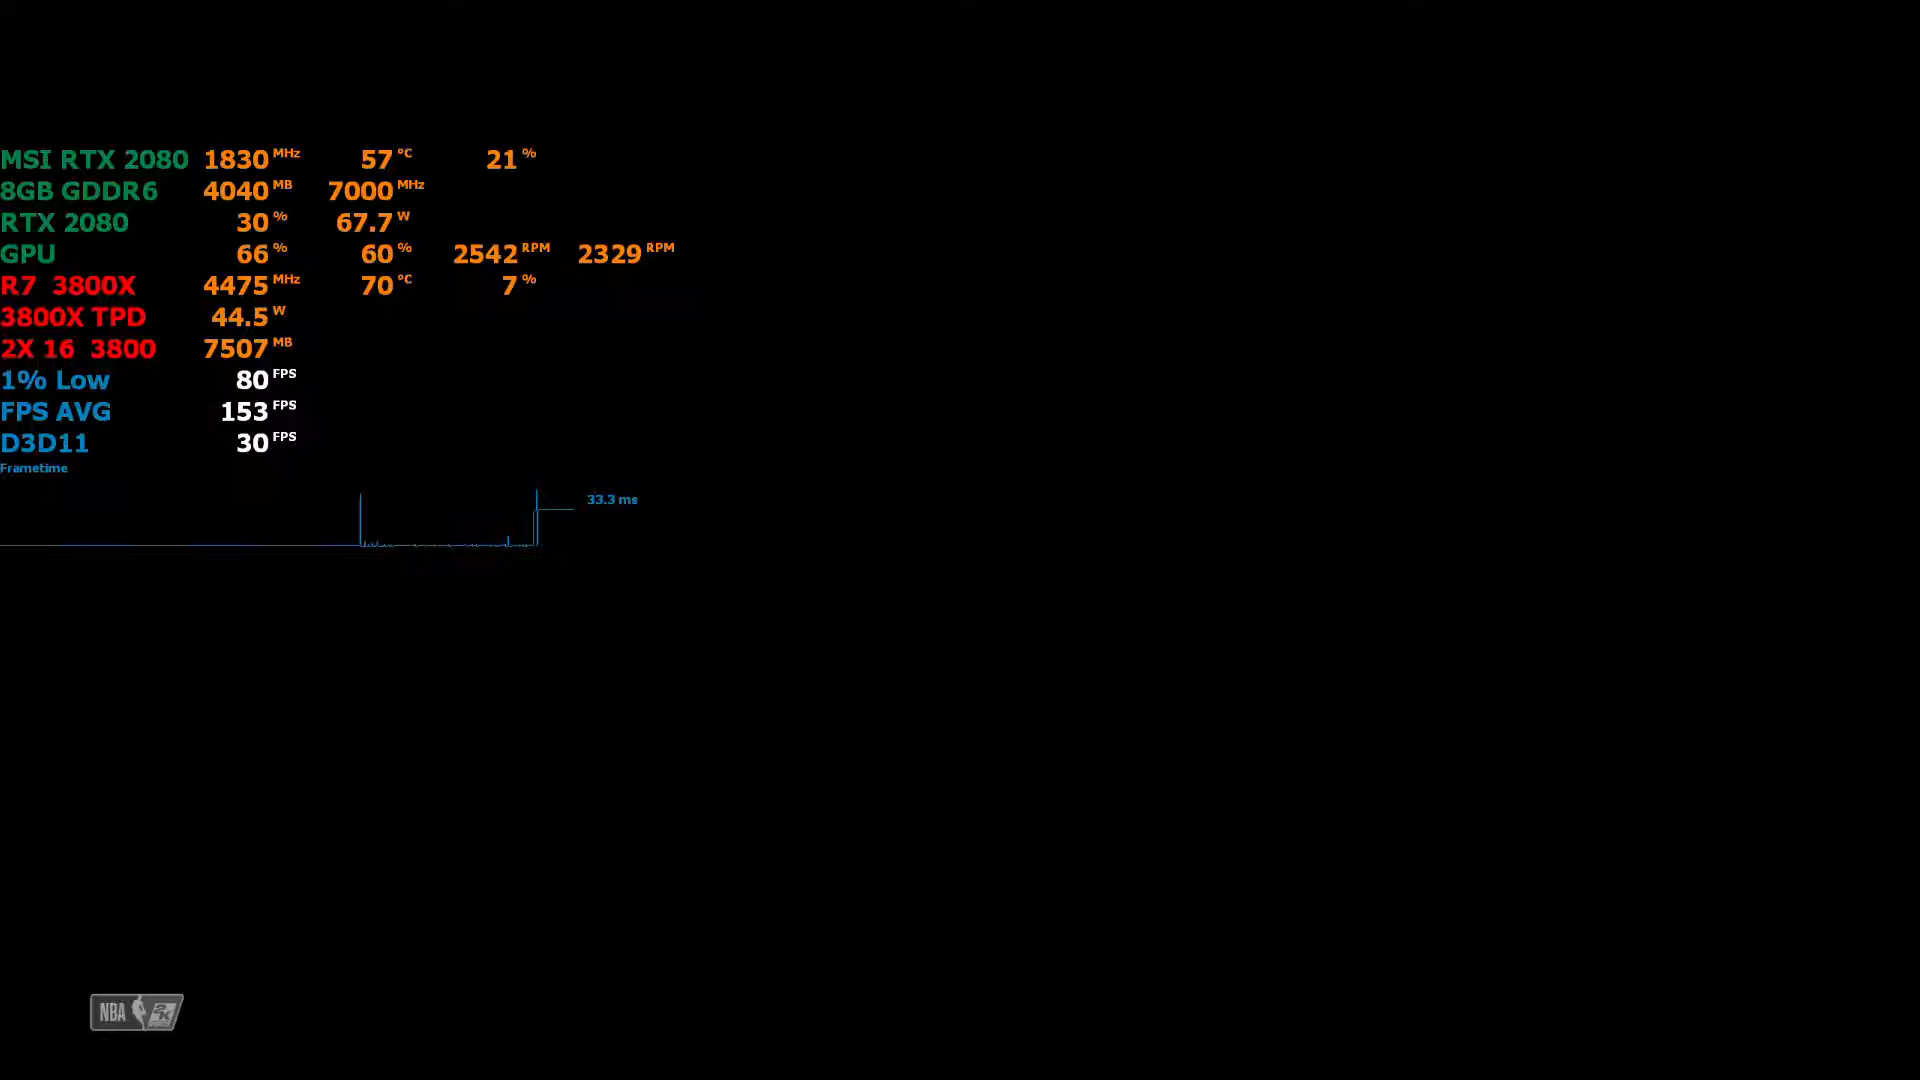 MSI RTX 2080 1830 MHz 57 °C 21 %
8GB GDDR6 4040 MB 7000 MHz
RTX 2080 30 % 67.7 W
GPU 66 % 60 % 2542 RPM 2329 RPM
R7 3800X 4475 MHz 70 °C 7 %
3800X TPD 44.5 W
2X 16 3800 7507 MB
1% Low 80 FPS
FPS AVG 153 FPS
D3D11 30 FPS
Frametime
33.3 ms
NBA 2K